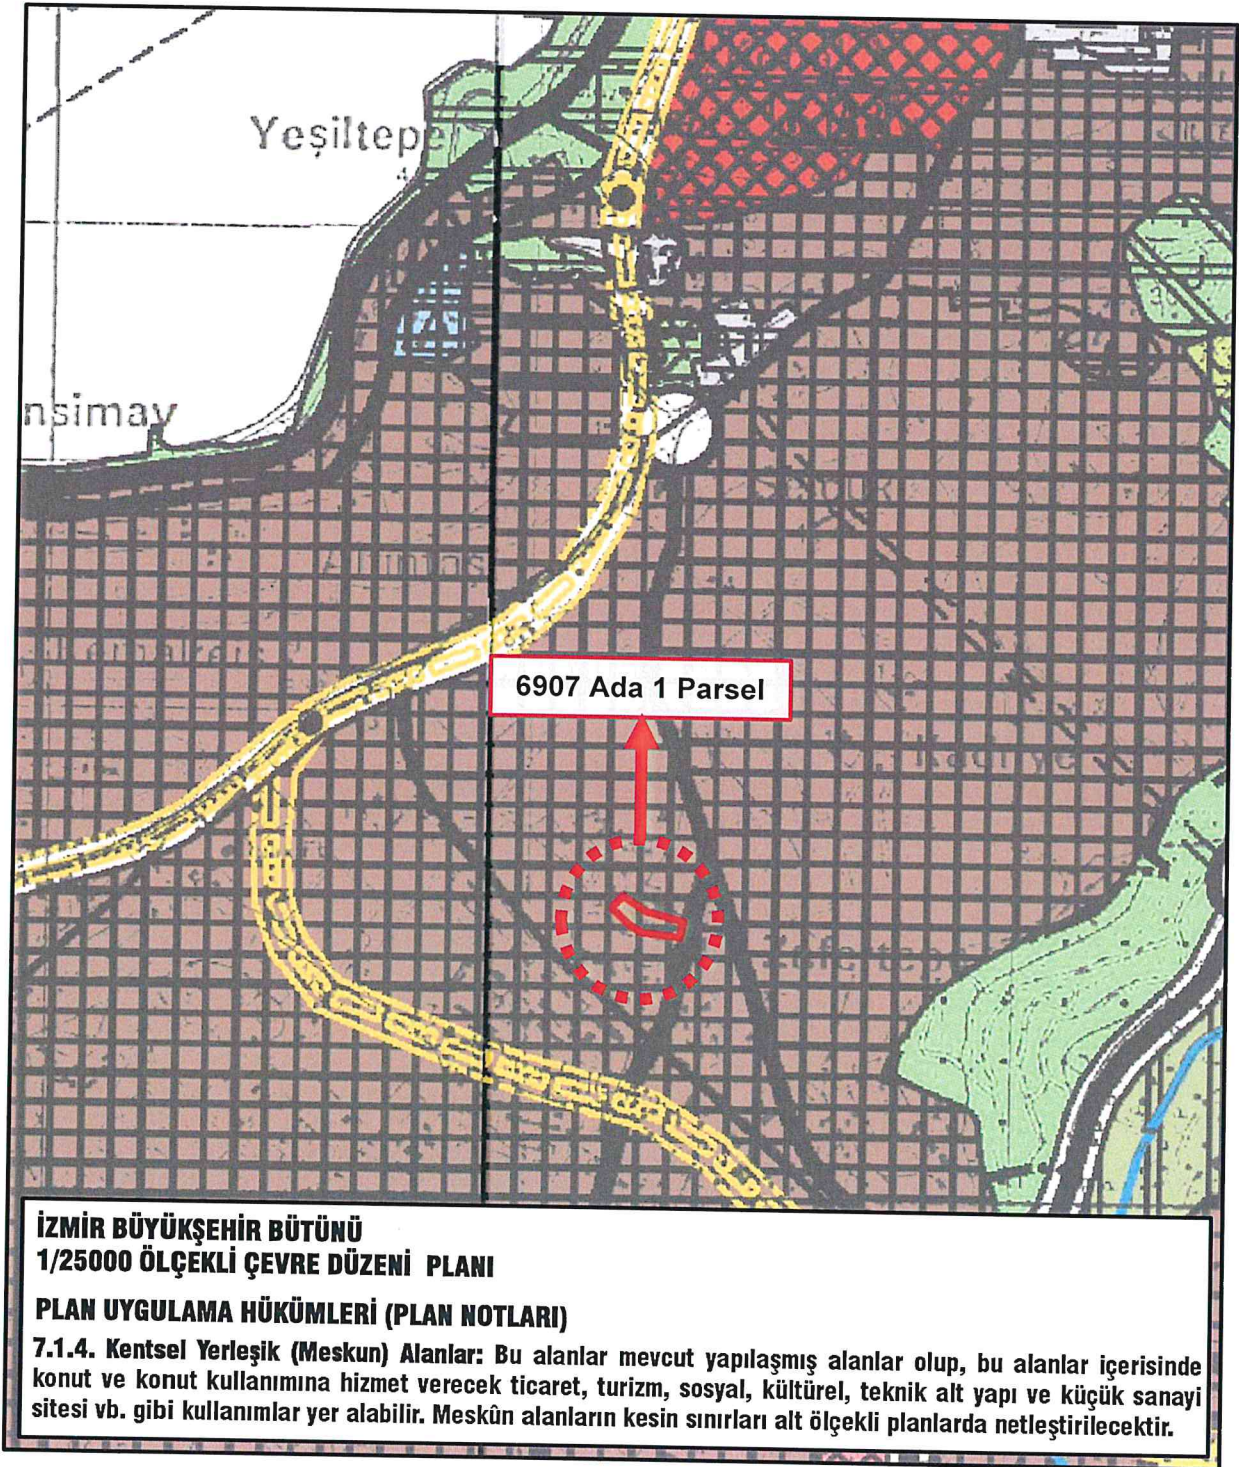 Yeşiltepe
nsimav
6907 Ada 1 Parsel
İZMİR BÜYÜKŞEHİR BÜTÜNÜ
1/25000 ÖLÇEKLİ ÇEVRE DÜZENİ PLANI
PLAN UYGULAMA HÜKÜMLERİ (PLAN NOTLARI)
7.1.4. Kentsel Yerleşik (Meskun) Alanlar: Bu alanlar mevcut yapılaşmış alanlar olup, bu alanlar içerisinde
konut ve konut kullanımına hizmet verecek ticaret, turizm, sosyal, kültürel, teknik alt yapı ve küçük sanayi
sitesi vb. gibi kullanımlar yer alabilir. Meskûn alanların kesin sınırları alt ölçekli planlarda netleştirilecektir.